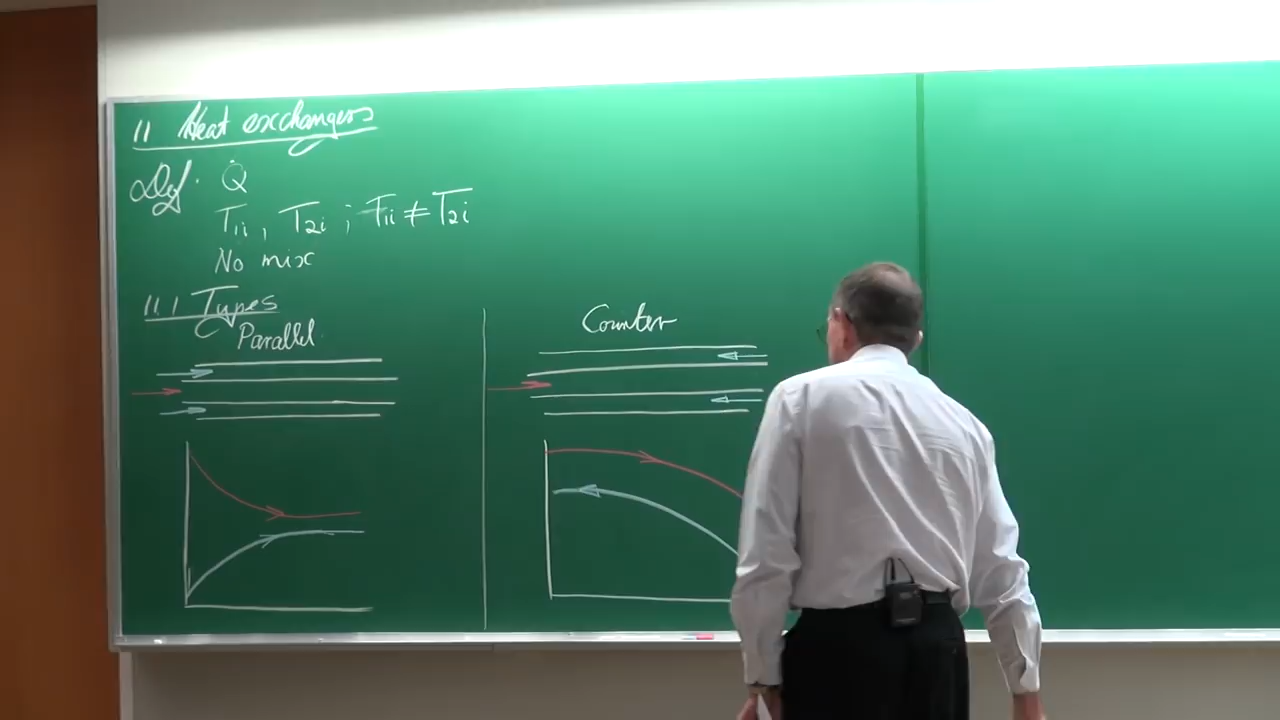 11 Heat exchangers
Def. Q̇
T1i, T2i ; T1i ≠ T2i
No mix
11.1 Types
Parallel
Counter